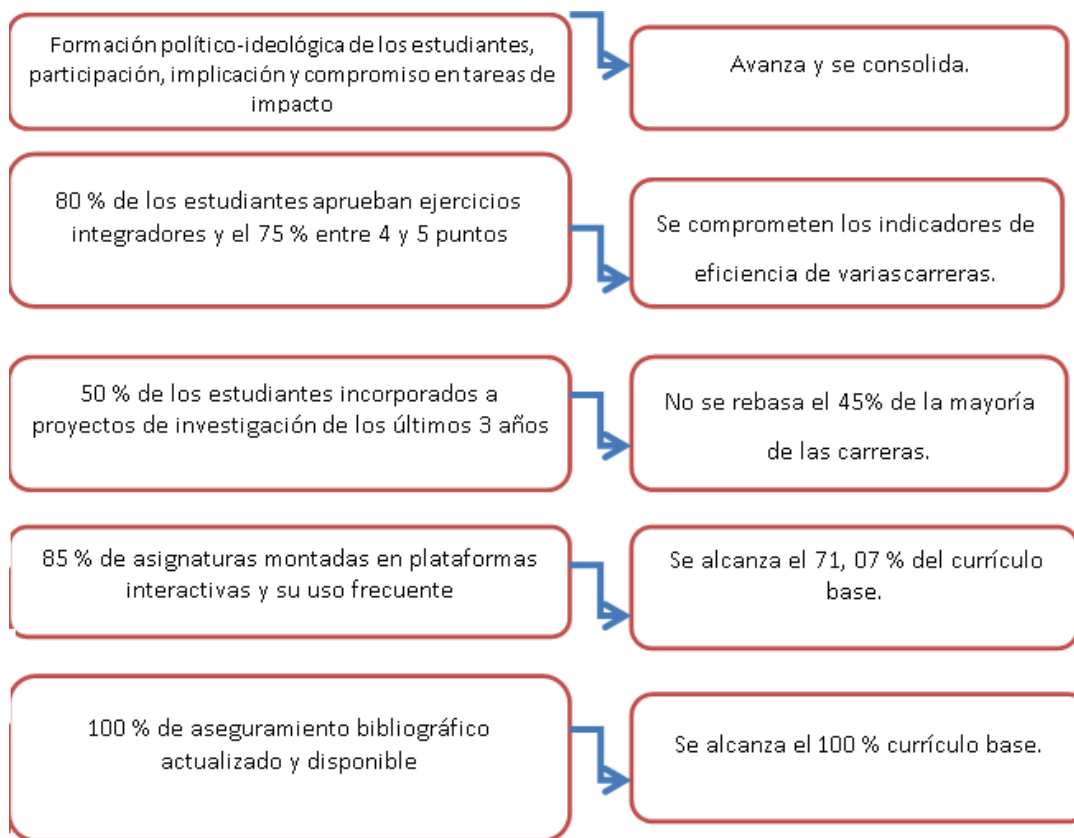 Formación político-ideológica de los estudiantes,
participación, implicación y compromiso en tareas de
impacto
Avanza y se consolida.
80 % de los estudiantes aprueban ejercicios
integradores y el 75 % entre 4 y 5 puntos
Se comprometen los indicadores de
eficiencia de variascarreras.
50 % de los estudiantes incorporados a
proyectos de investigación de los últimos 3 años
No se rebasa el 45% de la mayoría
de las carreras.
85 % de asignaturas montadas en plataformas
interactivas y su uso frecuente
Se alcanza el 71, 07 % del currículo
base.
100 % de aseguramiento bibliográfico
actualizado y disponible
Se alcanza el 100 % currículo base.